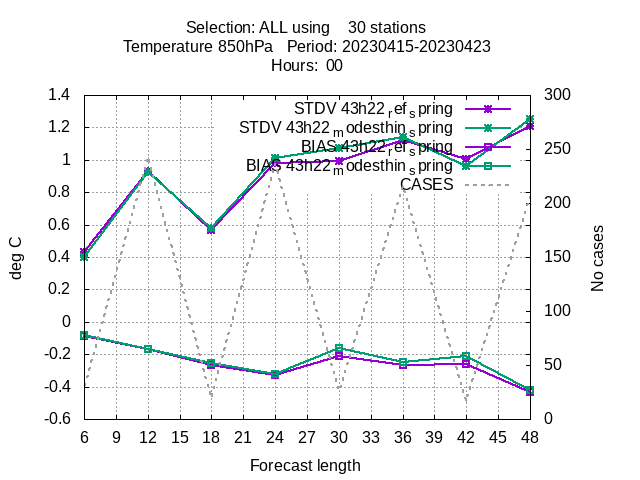 Selection: ALL using    30 stations
Temperature 850hPa   Period: 20230415-20230423
Hours:  00
STDV 43h22_ref_spring
STDV 43h22_modesthin_spring
BIAS 43h22_ref_spring
BIAS 43h22_modesthin_spring
CASES
1.4
1.2
1
0.8
0.6
0.4
0.2
0
-0.2
-0.4
-0.6
deg C
300
250
200
150
100
50
0
No cases
6 9 12 15 18 21 24 27 30 33 36 39 42 45 48
Forecast length